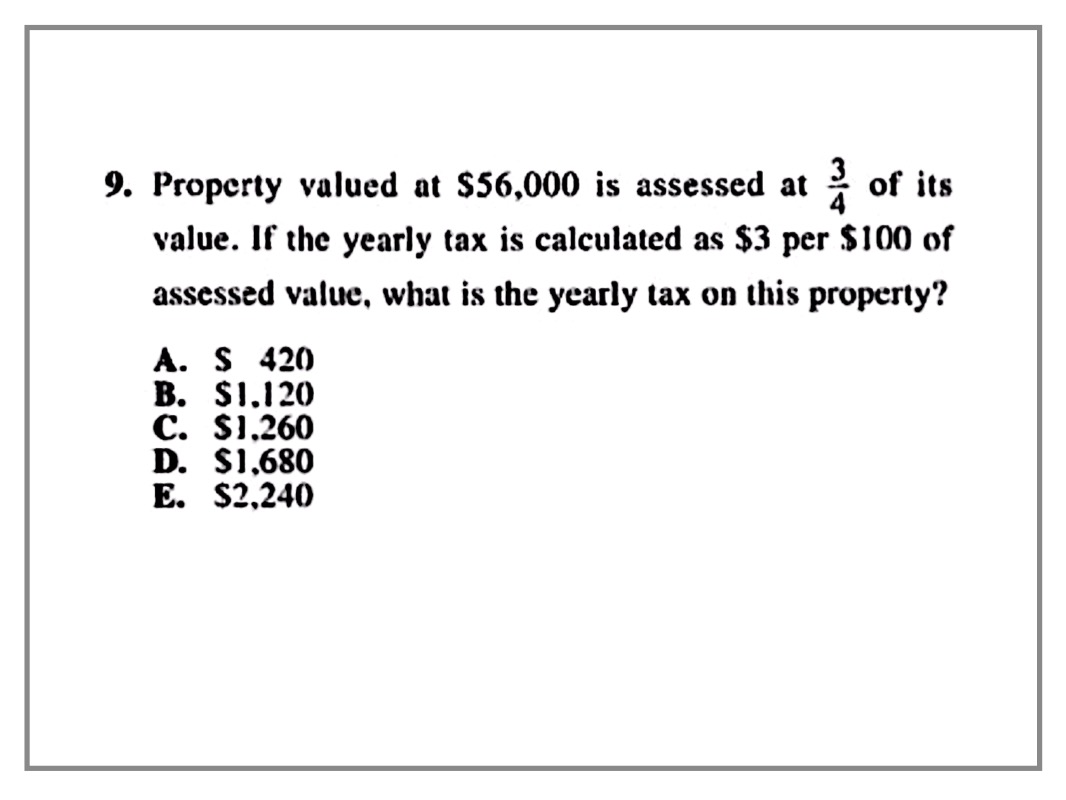 9. Property valued at $56,000 is assessed at 3/4 of its
value. If the yearly tax is calculated as $3 per $100 of
assessed value, what is the yearly tax on this property?
A. $ 420
B. $1,120
C. $1,260
D. $1,680
E. $2,240